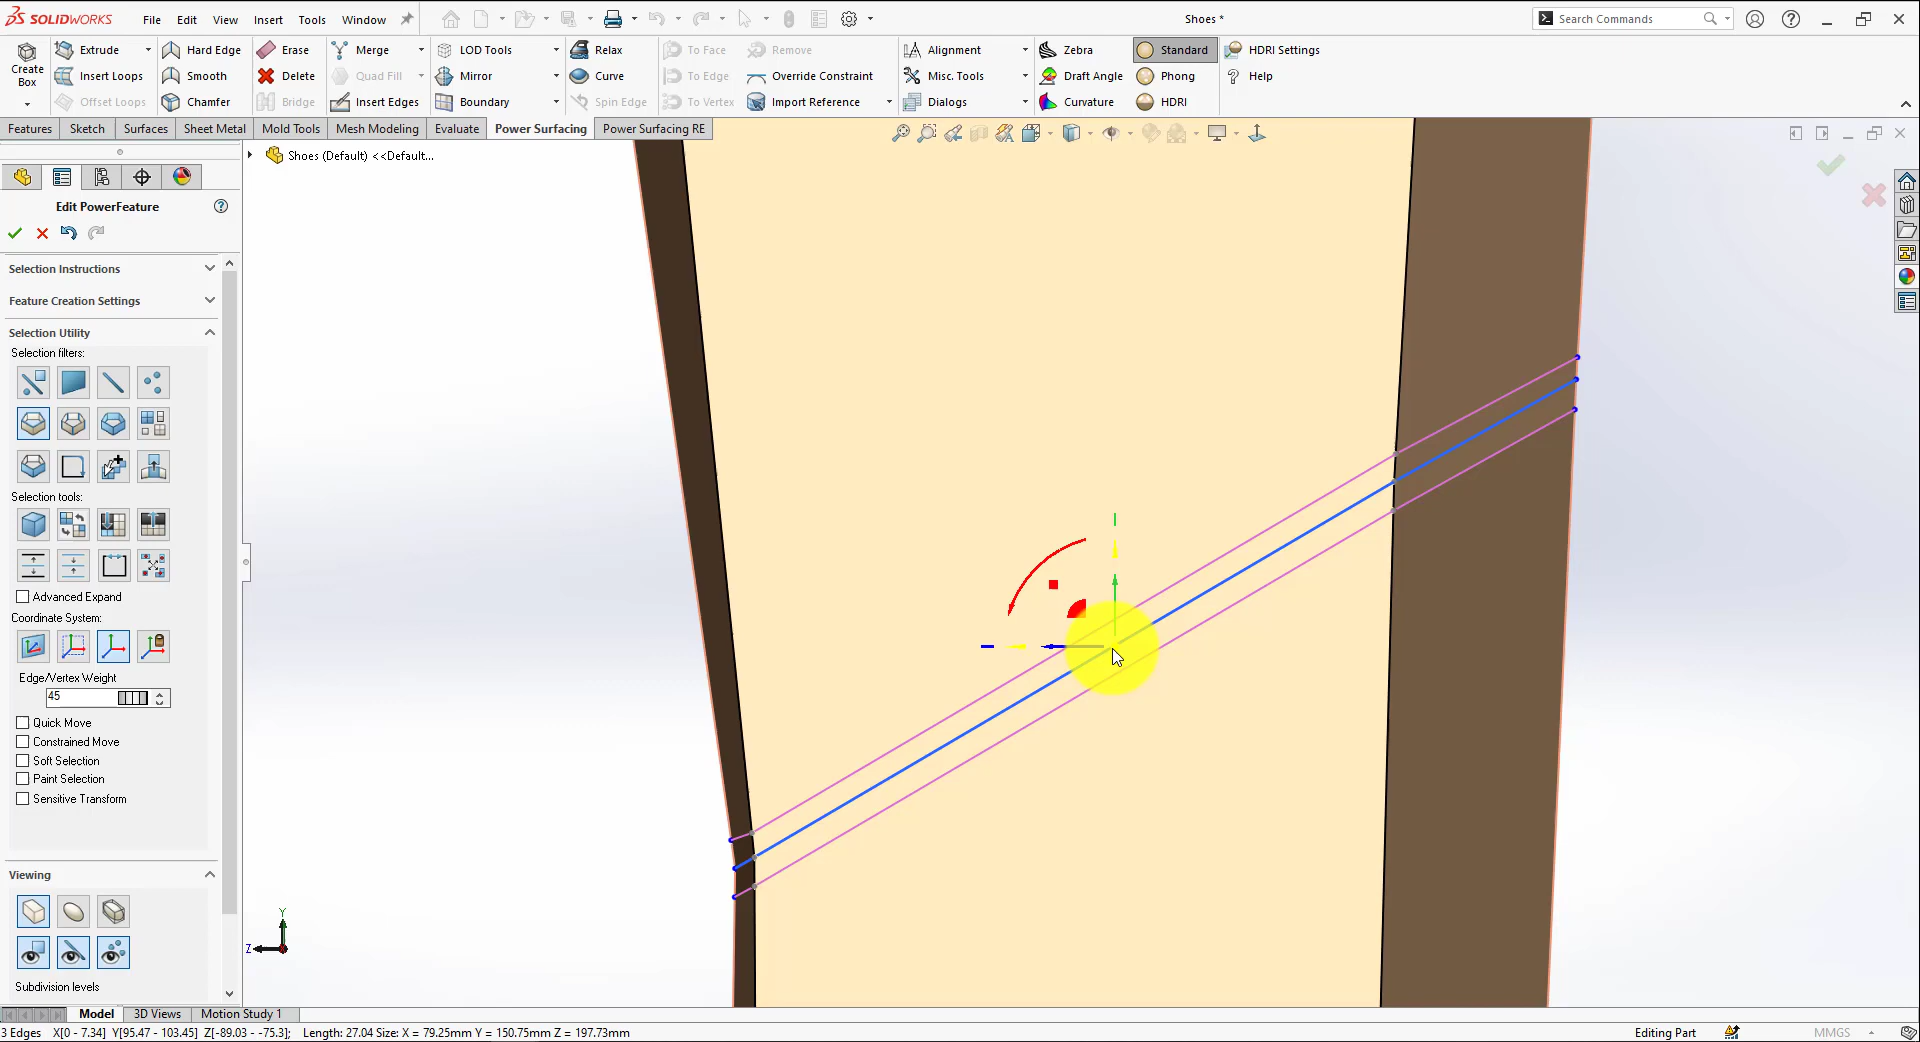 SOLIDWORKS File Edit View Insert Tools Window Shoes * Search Commands
Create Box
Extrude Hard Edge Erase Merge LOD Tools Relax To Face Remove Alignment Zebra Standard HDRI Settings
Insert Loops Smooth Delete Quad Fill Mirror Curve To Edge Override Constraint Misc. Tools Draft Angle Phong Help
Offset Loops Chamfer Bridge Insert Edges Boundary Spin Edge To Vertex Import Reference Dialogs Curvature HDRI
Features Sketch Surfaces Sheet Metal Mold Tools Mesh Modeling Evaluate Power Surfacing Power Surfacing RE
Shoes (Default) <<Default...
Edit PowerFeature
Selection Instructions
Feature Creation Settings
Selection Utility
Selection filters:
Selection tools:
Advanced Expand
Coordinate System:
Edge/Vertex Weight
45
Quick Move
Constrained Move
Soft Selection
Paint Selection
Sensitive Transform
Viewing
Subdivision levels
Y
Z
Model 3D Views Motion Study 1
3 Edges X[0 - 7.34] Y[95.47 - 103.45] Z[-89.03 - -75.3]; Length: 27.04 Size: X = 79.25mm Y = 150.75mm Z = 197.73mm Editing Part MMGS